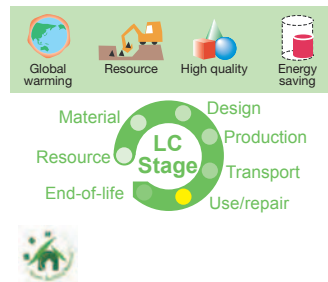 Global
warming
Resource
High quality
Energy
saving
Material
Design
Production
LC
Stage
Resource
Transport
End-of-life
Use/repair